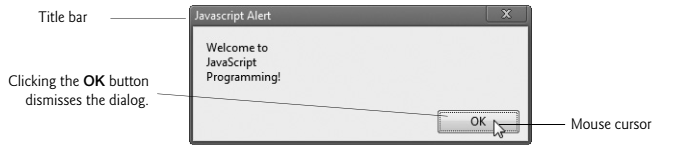 Title bar
Javascript Alert
X
Welcome to
JavaScript
Programming!
Clicking the OK button
dismisses the dialog.
OK
Mouse cursor